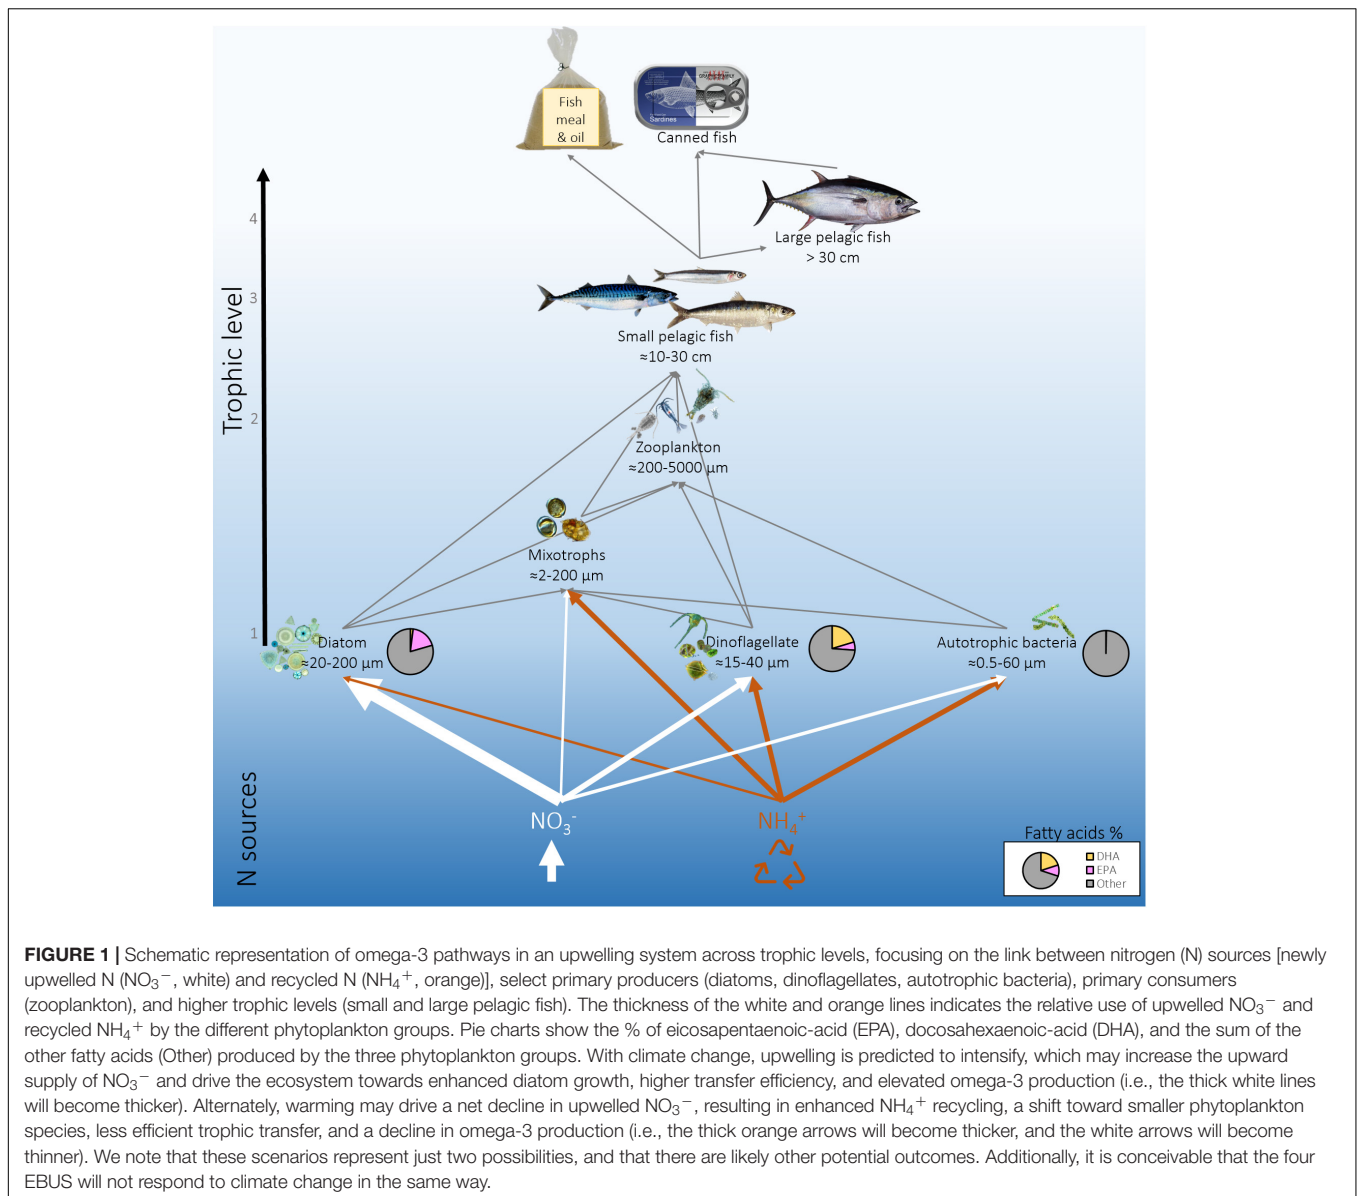 Fish
meal
& oil
Sardines
Canned fish
Large pelagic fish
> 30 cm
Small pelagic fish
≈10-30 cm
Zooplankton
≈200-5000 µm
Mixotrophs
≈2-200 µm
Diatom
≈20-200 µm
Dinoflagellate
≈15-40 µm
Autotrophic bacteria
≈0.5-60 µm
Trophic level
4
3
2
1
N sources
NO₃⁻
NH₄⁺
Fatty acids %
DHA
EPA
Other
FIGURE 1 | Schematic representation of omega-3 pathways in an upwelling system across trophic levels, focusing on the link between nitrogen (N) sources [newly
upwelled N (NO₃⁻, white) and recycled N (NH₄⁺, orange)], select primary producers (diatoms, dinoflagellates, autotrophic bacteria), primary consumers
(zooplankton), and higher trophic levels (small and large pelagic fish). The thickness of the white and orange lines indicates the relative use of upwelled NO₃⁻ and
recycled NH₄⁺ by the different phytoplankton groups. Pie charts show the % of eicosapentaenoic-acid (EPA), docosahexaenoic-acid (DHA), and the sum of the
other fatty acids (Other) produced by the three phytoplankton groups. With climate change, upwelling is predicted to intensify, which may increase the upward
supply of NO₃⁻ and drive the ecosystem towards enhanced diatom growth, higher transfer efficiency, and elevated omega-3 production (i.e., the thick white lines
will become thicker). Alternately, warming may drive a net decline in upwelled NO₃⁻, resulting in enhanced NH₄⁺ recycling, a shift toward smaller phytoplankton
species, less efficient trophic transfer, and a decline in omega-3 production (i.e., the thick orange arrows will become thicker, and the white arrows will become
thinner). We note that these scenarios represent just two possibilities, and that there are likely other potential outcomes. Additionally, it is conceivable that the four
EBUS will not respond to climate change in the same way.